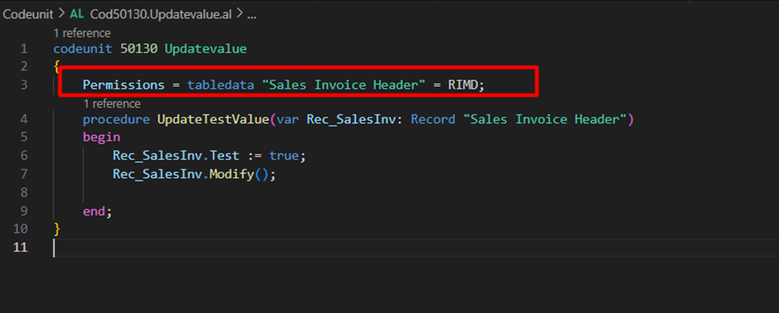 Codeunit > AL Cod50130.Updatevalue.al > ...
1 reference
1 codeunit 50130 Updatevalue
2 {
3 Permissions = tabledata "Sales Invoice Header" = RIMD;
1 reference
4 procedure UpdateTestValue(var Rec_SalesInv: Record "Sales Invoice Header")
5 begin
6 Rec_SalesInv.Test := true;
7 Rec_SalesInv.Modify();
8
9 end;
10 }
11